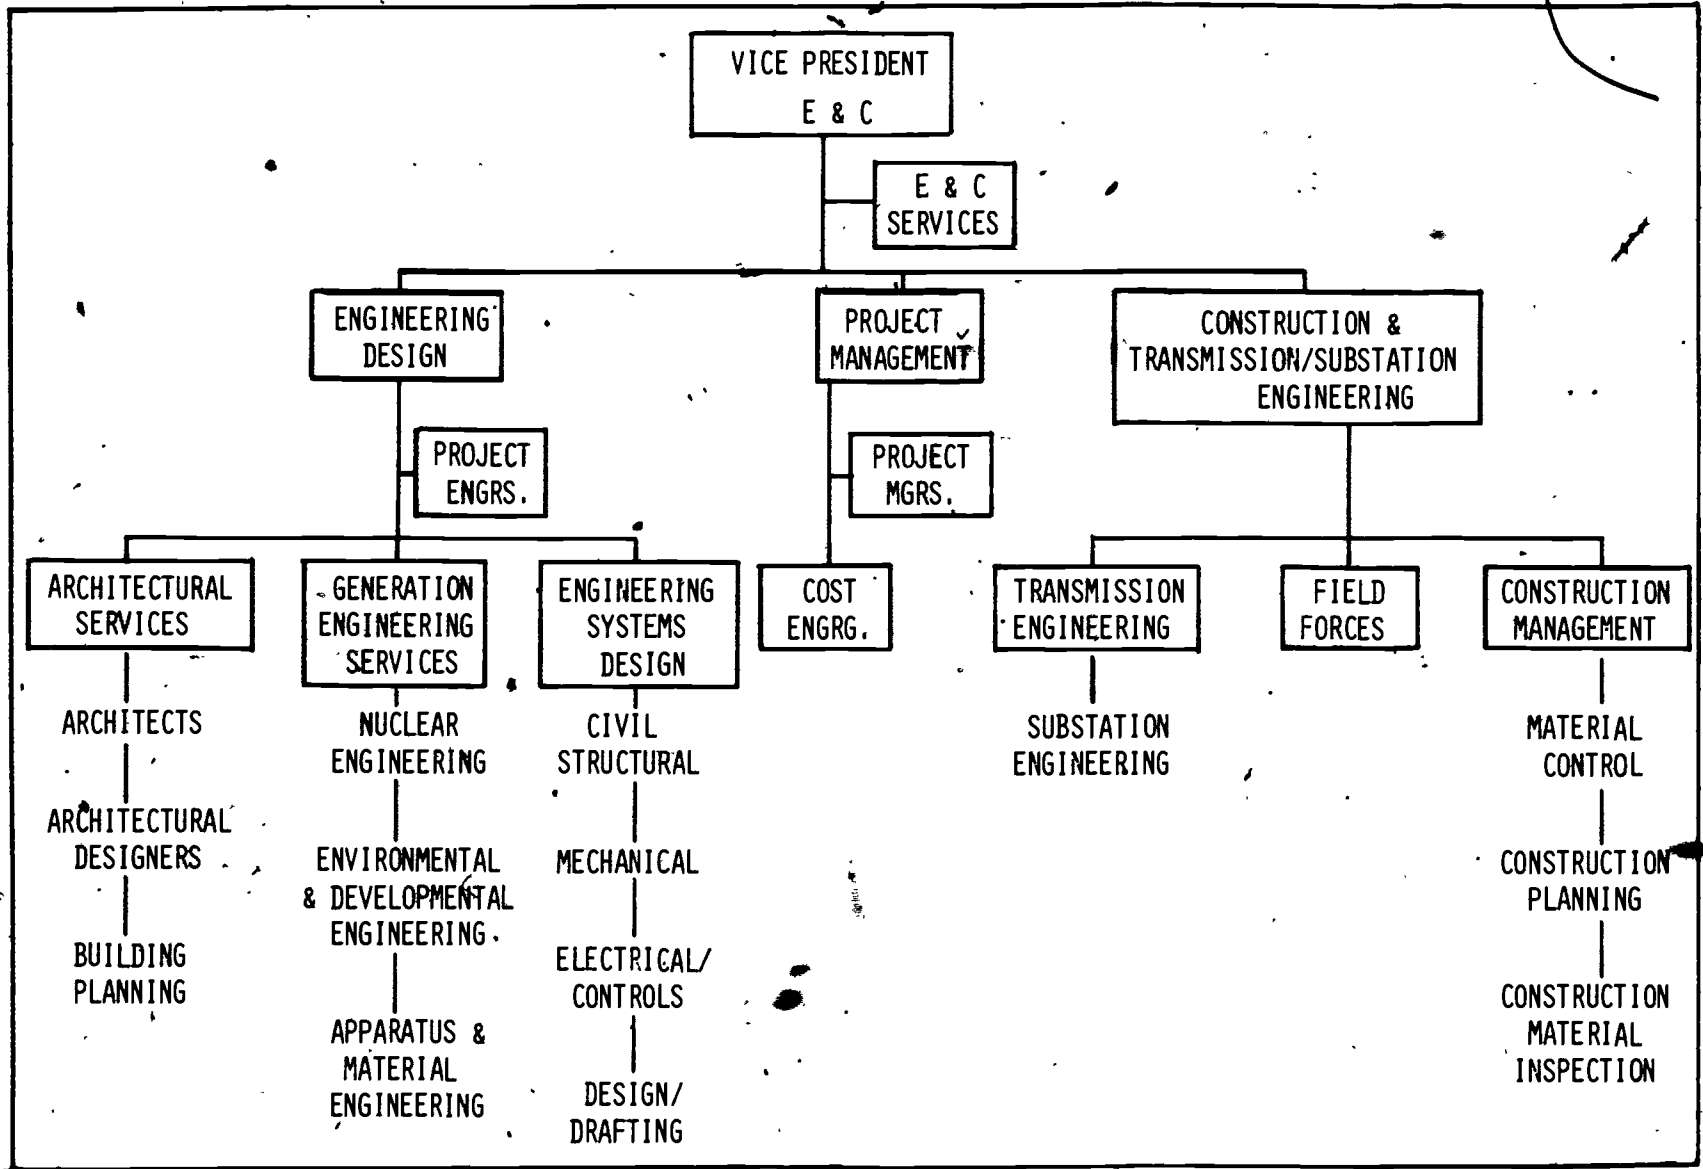 VICE PRESIDENT
E & C
E & C
SERVICES
ENGINEERING
DESIGN
PROJECT
MANAGEMENT
CONSTRUCTION &
TRANSMISSION/SUBSTATION
ENGINEERING
PROJECT
ENGRS.
PROJECT
MGRS.
ARCHITECTURAL
SERVICES
GENERATION
ENGINEERING
SERVICES
ENGINEERING
SYSTEMS
DESIGN
COST
ENGRG.
TRANSMISSION
ENGINEERING
FIELD
FORCES
CONSTRUCTION
MANAGEMENT
ARCHITECTS
ARCHITECTURAL
DESIGNERS
BUILDING
PLANNING
NUCLEAR
ENGINEERING
ENVIRONMENTAL
& DEVELOPMENTAL
ENGINEERING
APPARATUS &
MATERIAL
ENGINEERING
CIVIL
STRUCTURAL
MECHANICAL
ELECTRICAL/
CONTROLS
DESIGN/
DRAFTING
SUBSTATION
ENGINEERING
MATERIAL
CONTROL
CONSTRUCTION
PLANNING
CONSTRUCTION
MATERIAL
INSPECTION